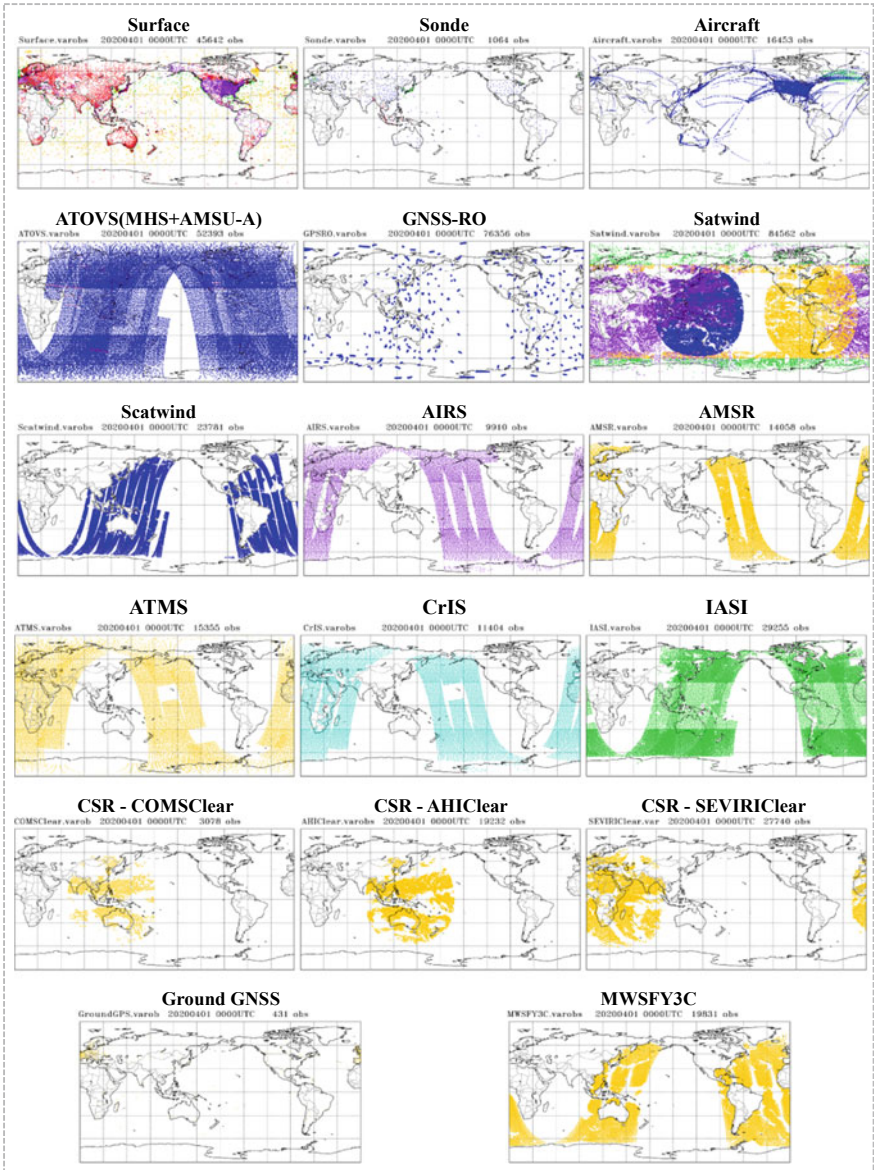 Surface
Surface.varobs 20200401 0000UTC 45642 obs
Sonde
Sonde.varobs 20200401 0000UTC 1064 obs
Aircraft
Aircraft.varobs 20200401 0000UTC 16453 obs
ATOVS(MHS+AMSU-A)
ATOVS.varobs 20200401 0000UTC 52393 obs
GNSS-RO
GPSRO.varobs 20200401 0000UTC 76356 obs
Satwind
Satwind.varobs 20200401 0000UTC 84562 obs
Scatwind
Scatwind.varobs 20200401 0000UTC 23781 obs
AIRS
AIRS.varobs 20200401 0000UTC 9910 obs
AMSR
AMSR.varobs 20200401 0000UTC 14058 obs
ATMS
ATMS.varobs 20200401 0000UTC 15355 obs
CrIS
CrIS.varobs 20200401 0000UTC 11404 obs
IASI
IASI.varobs 20200401 0000UTC 29255 obs
CSR - COMSClear
COMSClear.varob 20200401 0000UTC 3078 obs
CSR - AHIClear
AHIClear.varobs 20200401 0000UTC 19232 obs
CSR - SEVIRIClear
SEVIRIClear.var 20200401 0000UTC 27740 obs
Ground GNSS
GroundGPS.varob 20200401 0000UTC 431 obs
MWSFY3C
MWSFY3C.varobs 20200401 0000UTC 19831 obs